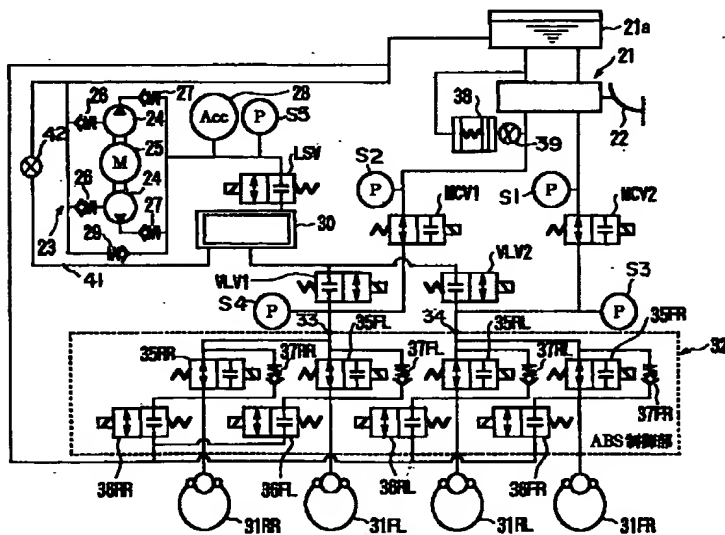 21a
21
22
26
27
28
S5
24
Acc
P
38
39
42
25
M
S2
P
LSV
MCV1
S1
P
MCV2
26
24
27
23
29
30
41
VLV1
VLV2
S4
P
S3
P
33
34
35RR
37RR
35FL
37FL
35RL
37RL
35FR
32
37FR
36RR
36FL
36RL
36FR
ABS制御部
31RR
31FL
31RL
31FR